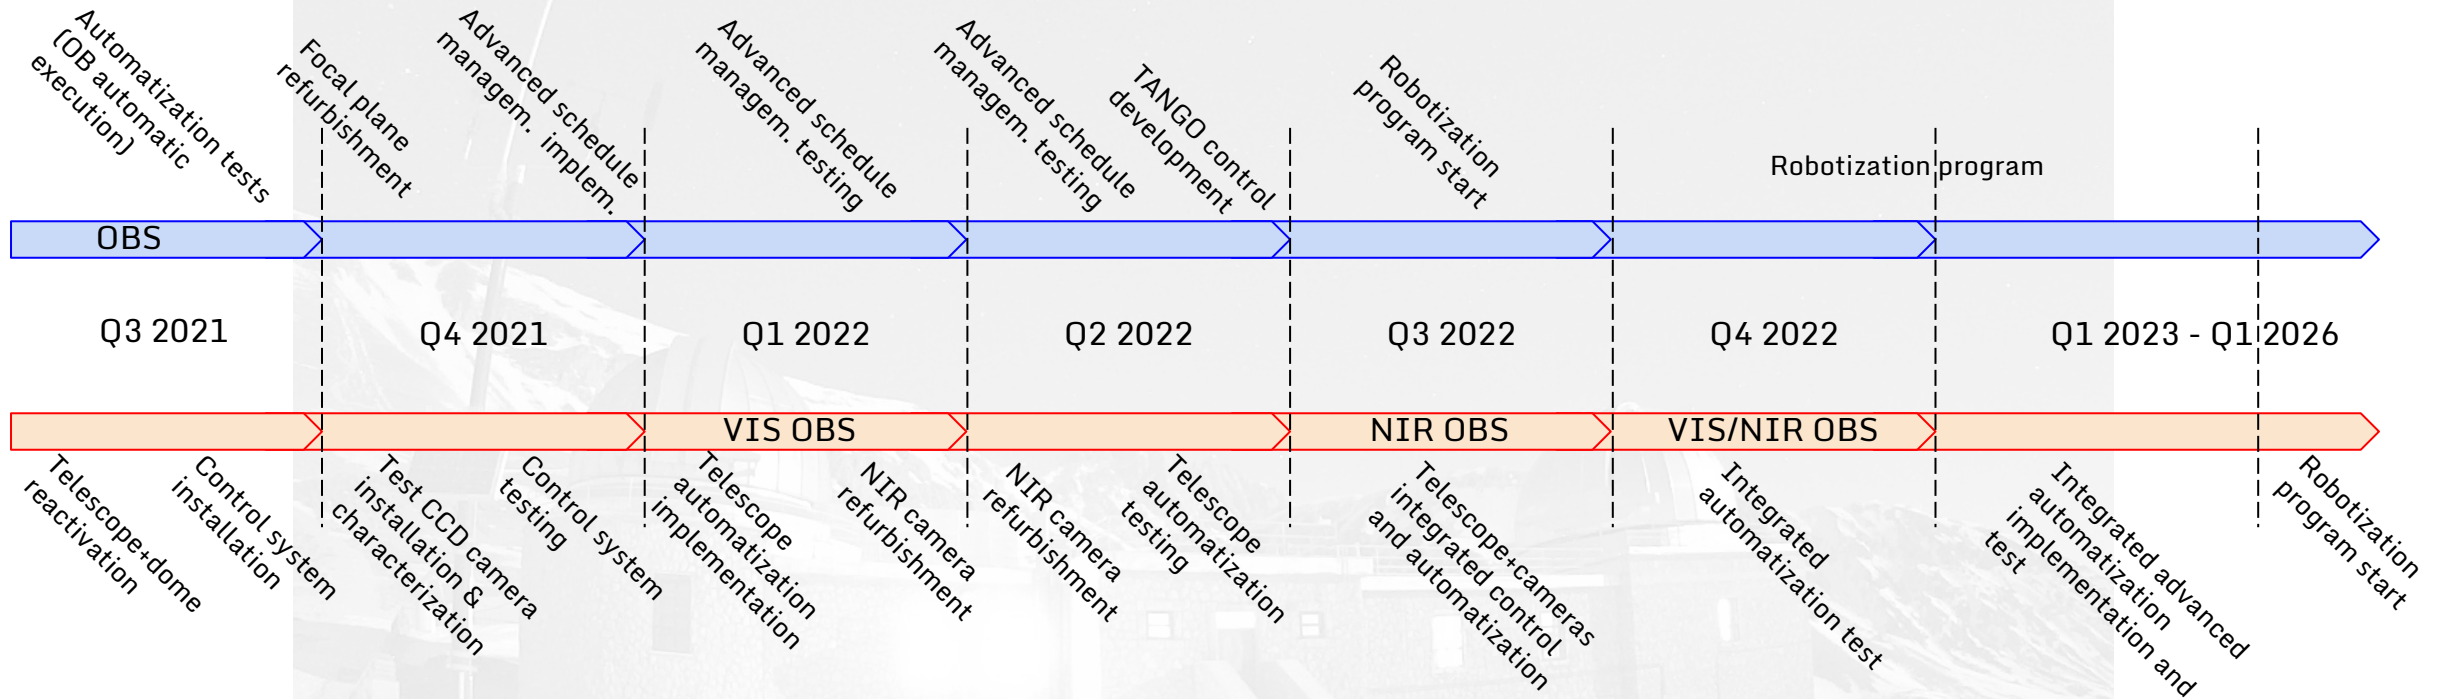 Automatization tests
(OB automatic
execution)
Focal plane
refurbishment
Advanced schedule
managem. implem.
Advanced schedule
managem. testing
Advanced schedule
managem. testing
TANGO control
development
Robotization
program start
Robotization program
OBS
Q3 2021
Q4 2021
Q1 2022
Q2 2022
Q3 2022
Q4 2022
Q1 2023 - Q1 2026
VIS OBS
NIR OBS
VIS/NIR OBS
Telescope+dome
reactivation
Control system
installation
Test CCD camera
installation &
characterization
Control system
testing
Telescope
automatization
implementation
NIR camera
refurbishment
NIR camera
refurbishment
Telescope
automatization
testing
Telescope+cameras
integrated control
and automatization
Integrated
automatization test
Integrated advanced
automatization
implementation and
test
Robotization
program start